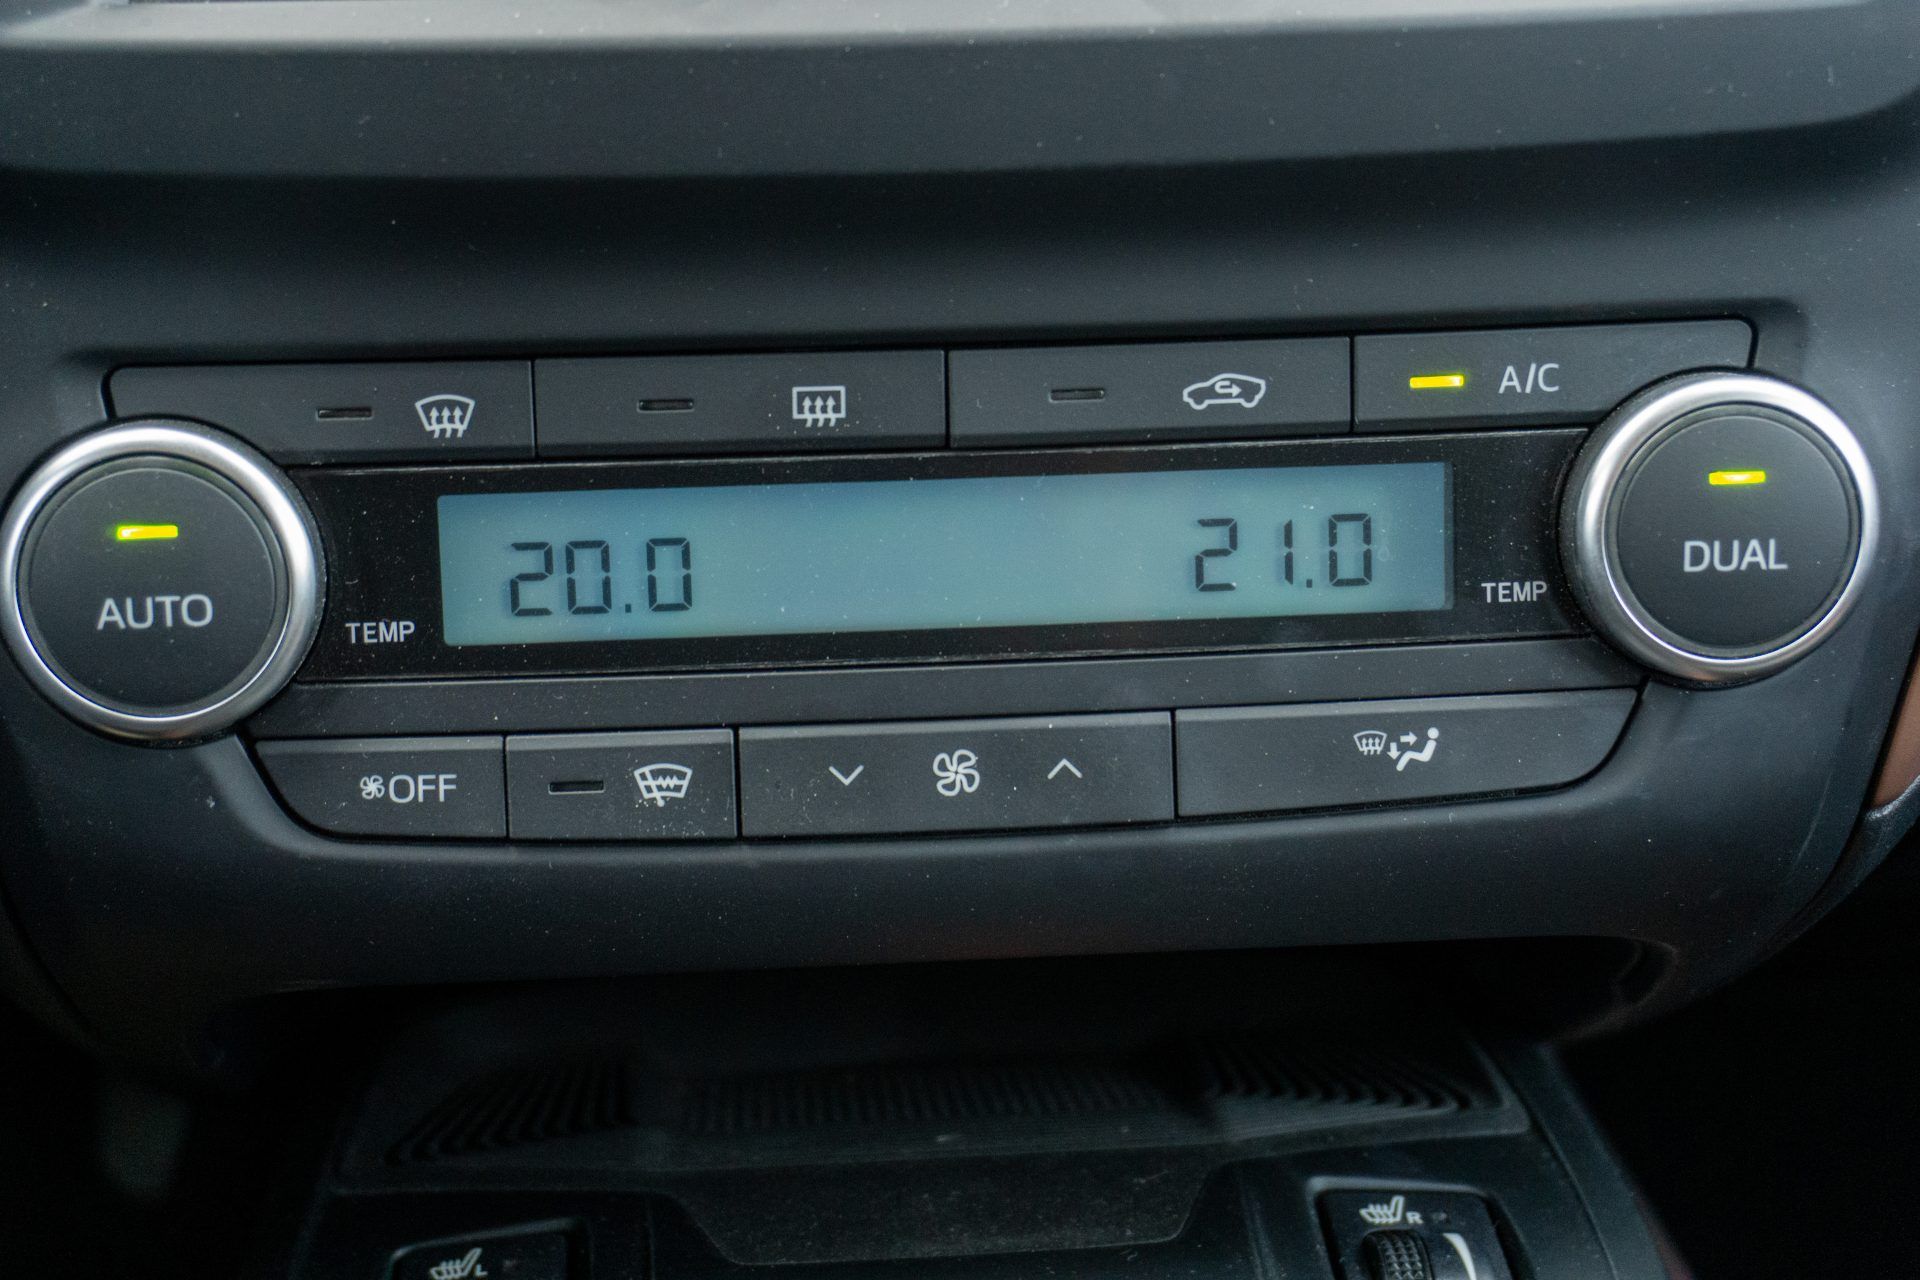 A/C
AUTO
TEMP
20.0
21.0
TEMP
DUAL
OFF
R
L